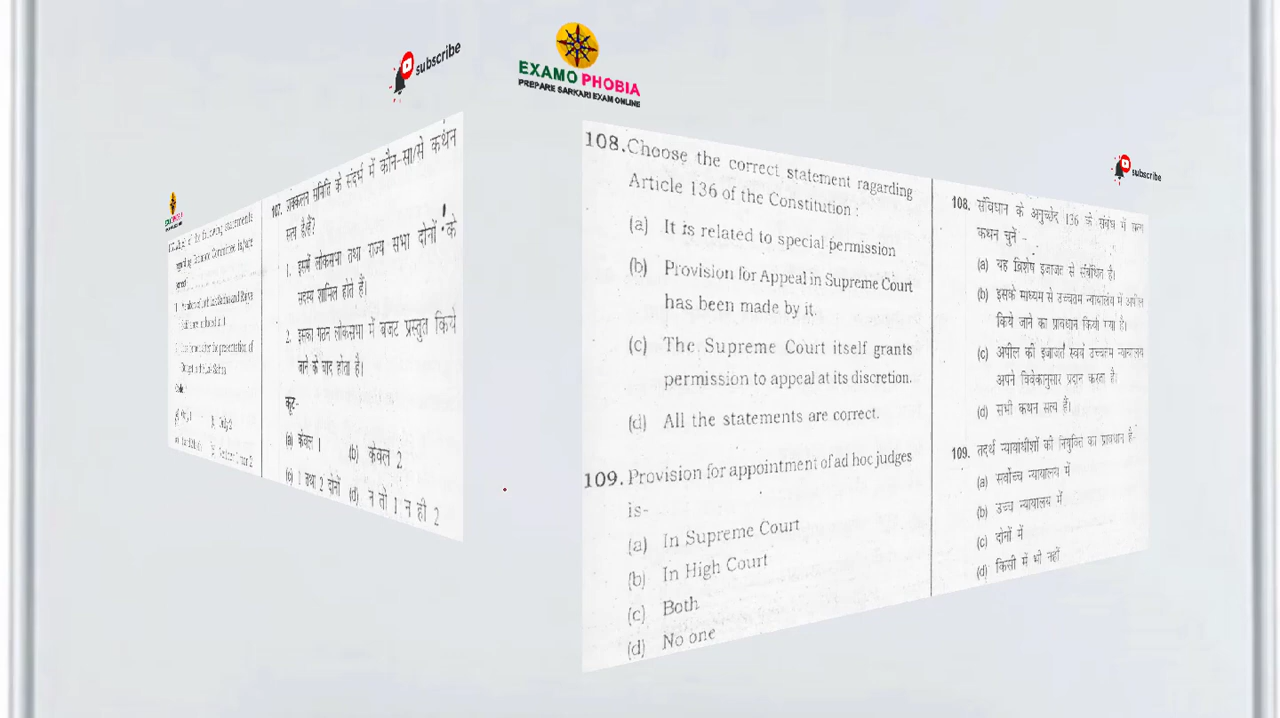 subscribe
EXAMO PHOBIA
PREPARE SARKARI EXAM ONLINE
subscribe
of the following statements
107. प्राक्कलन समिति के संदर्भ में कौन-सा/से कथन
सत्य है/हैं?
1. इसमें लोकसभा तथा राज्य सभा दोनों के
सदस्य शामिल होते हैं।
2. इसका गठन लोकसभा में बजट प्रस्तुत किये
जाने के बाद होता है।
कूट-
(a) केवल 1 (b) केवल 2
(c) 1 तथा 2 दोनों (d) न तो 1 न ही 2
108. Choose the correct statement ragarding
Article 136 of the Constitution :
(a) It is related to special permission
(b) Provision for Appeal in Supreme Court
has been made by it.
(c) The Supreme Court itself grants
permission to appeal at its discretion.
(d) All the statements are correct.
109. Provision for appointment of ad hoc judges
is-
(a) In Supreme Court
(b) In High Court
(c) Both
(d) No one
108. संविधान के अनुच्छेद 136 के संबंध में सत्य
कथन चुनें -
(a) यह विशेष इजाजत से संबंधित है।
(b) इसके माध्यम से उच्चतम न्यायालय में अपील
किये जाने का प्रावधान किया गया है।
(c) अपील की इजाजत स्वयं उच्चतम न्यायालय
अपने विवेकानुसार प्रदान करता है।
(d) सभी कथन सत्य हैं।
109. तदर्थ न्यायाधीशों की नियुक्ति का प्रावधान है-
(a) सर्वोच्च न्यायालय में
(b) उच्च न्यायालय में
(c) दोनों में
(d) किसी में भी नहीं